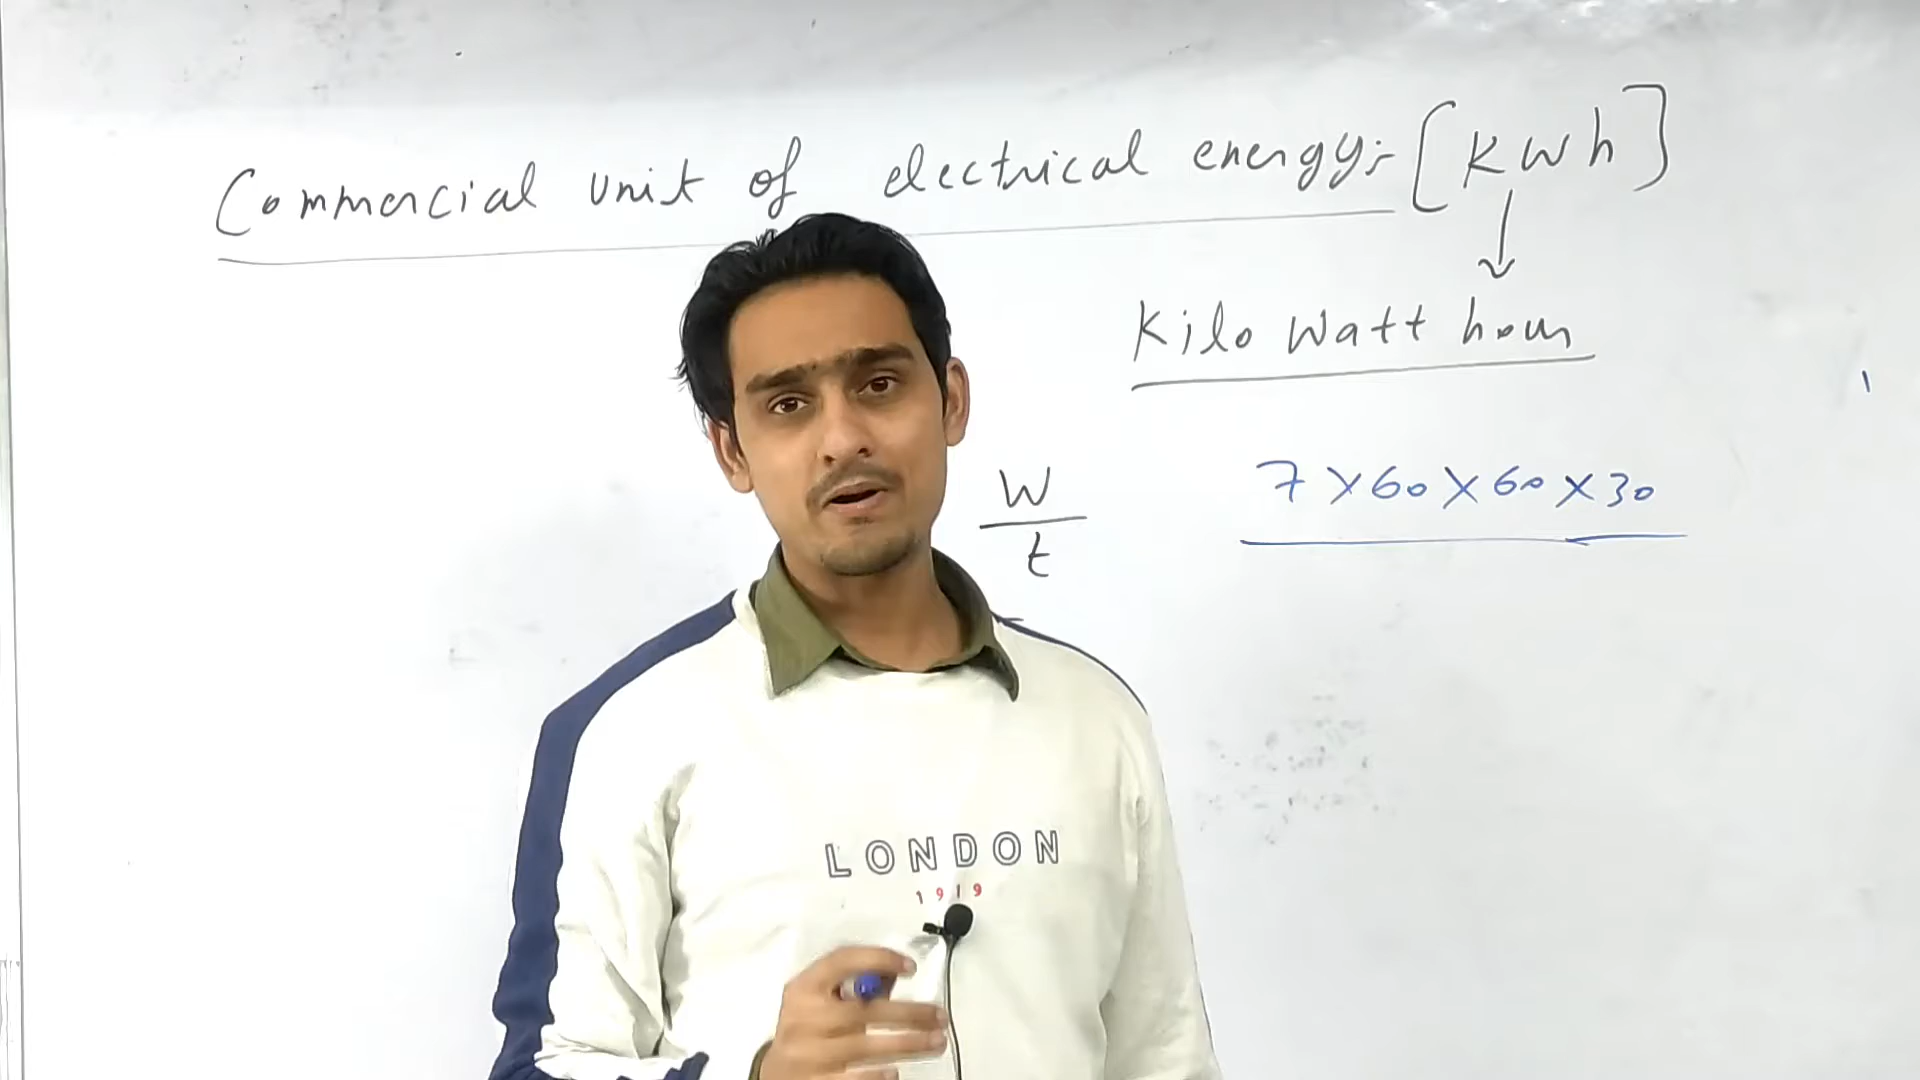 Commercial unit of electrical energy:- [KWh]
Kilo Watt hour
W
t
7 x 60 x 60 x 30
LONDON
1919